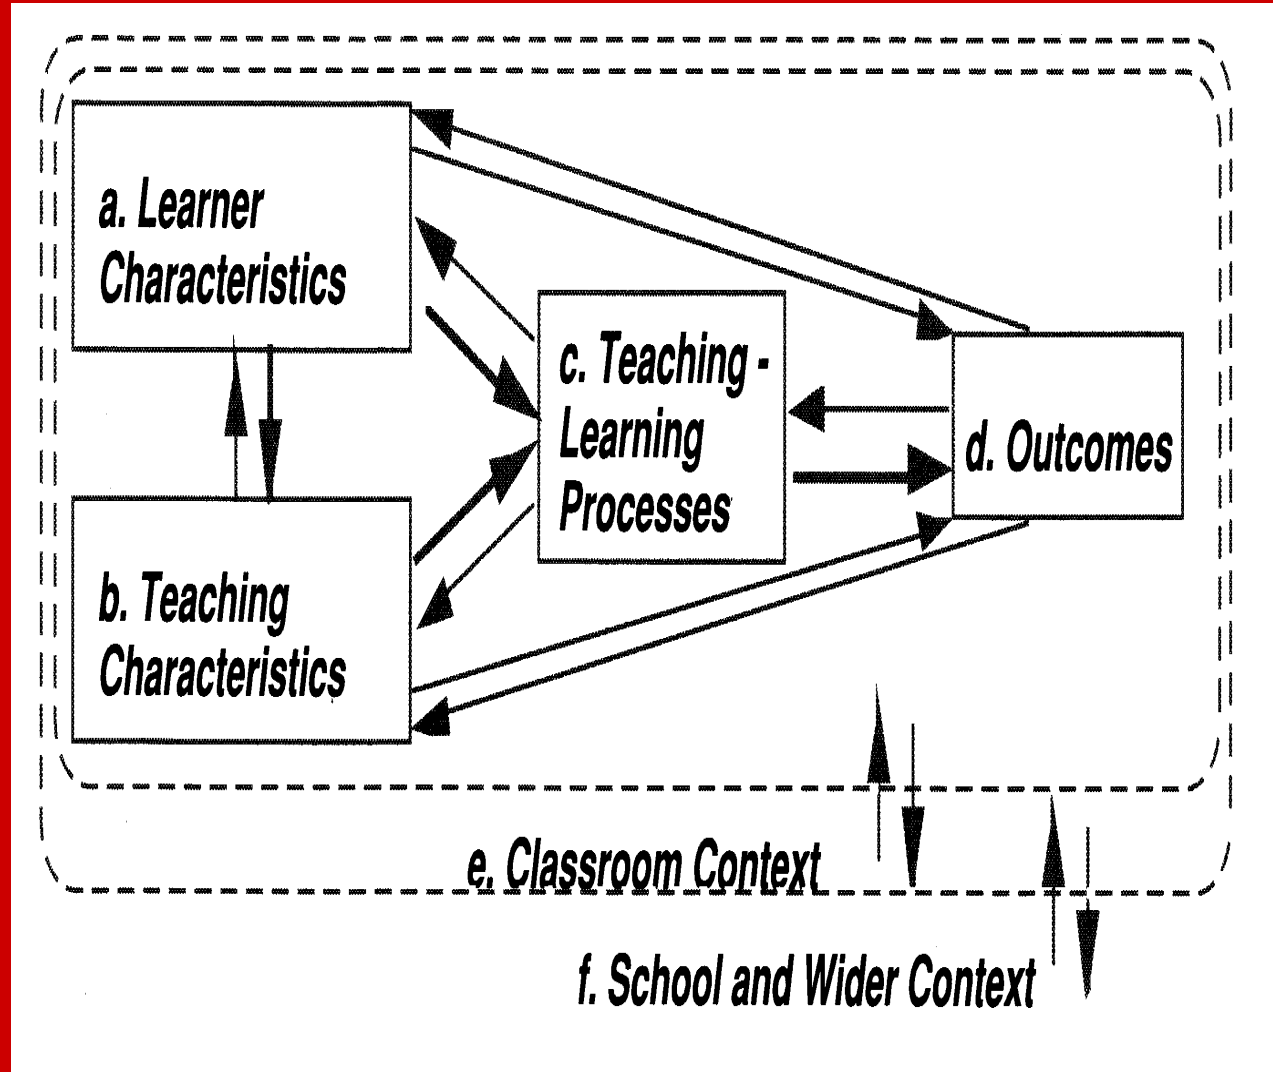 a. Learner
Characteristics
c. Teaching -
Learning
Processes
d. Outcomes
b. Teaching
Characteristics
e. Classroom Context
f. School and Wider Context